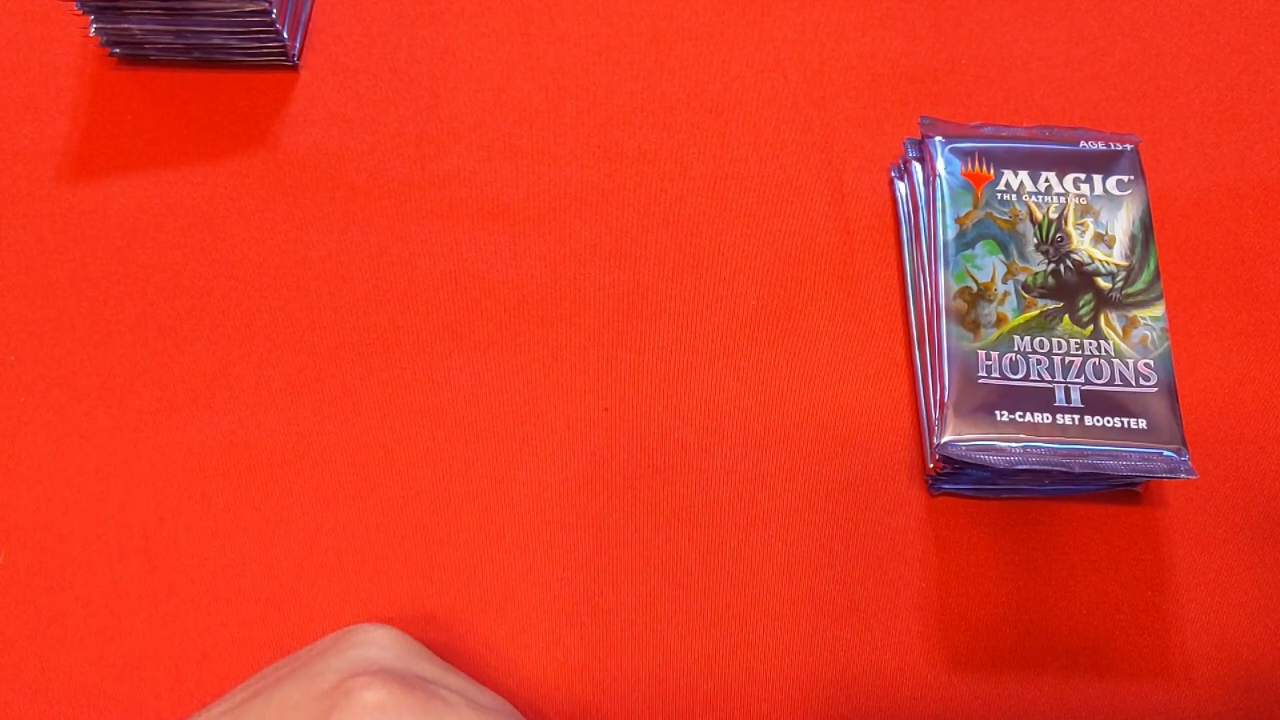 AGE 13+
MAGIC
THE GATHERING
MODERN
HORIZONS
II
12-CARD SET BOOSTER